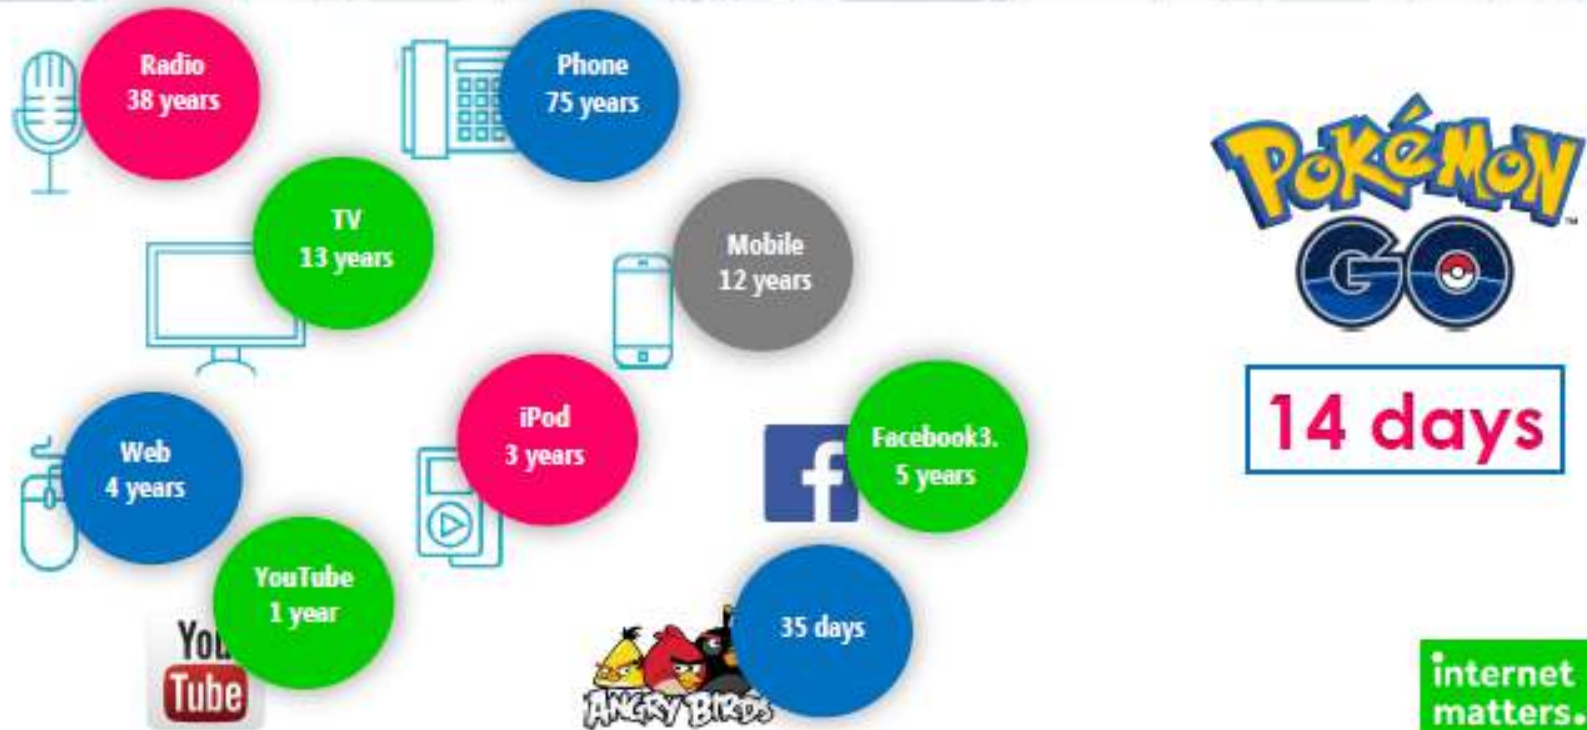 Radio
38 years
Phone
75 years
TV
13 years
Mobile
12 years
POKÉMON
GO
™
14 days
iPod
3 years
Facebook3.
5 years
Web
4 years
YouTube
1 year
You
Tube
35 days
ANGRY BIRDS
internet
matters.